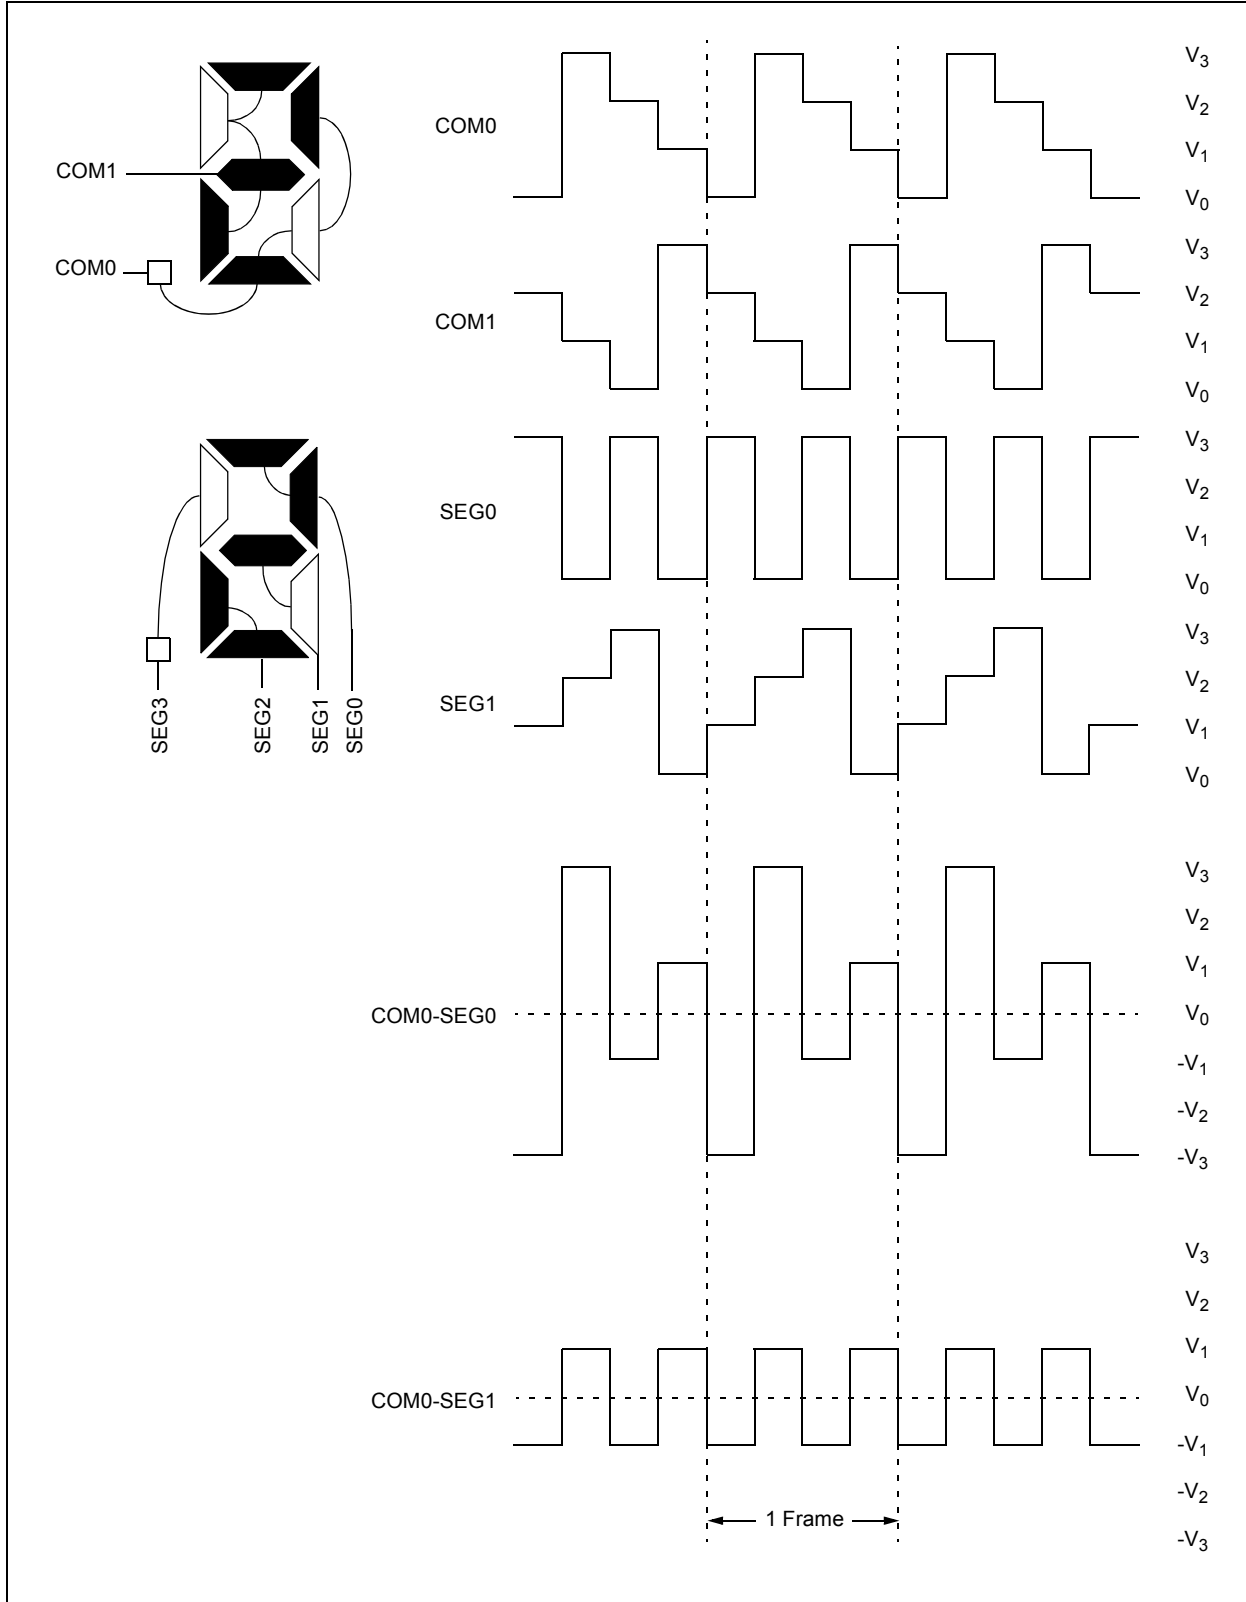 COM1
COM0
SEG3
SEG2
SEG1
SEG0
COM0
V3
V2
V1
V0
COM1
V3
V2
V1
V0
SEG0
V3
V2
V1
V0
SEG1
V3
V2
V1
V0
COM0-SEG0
V3
V2
V1
V0
-V1
-V2
-V3
COM0-SEG1
V3
V2
V1
V0
-V1
-V2
-V3
1 Frame